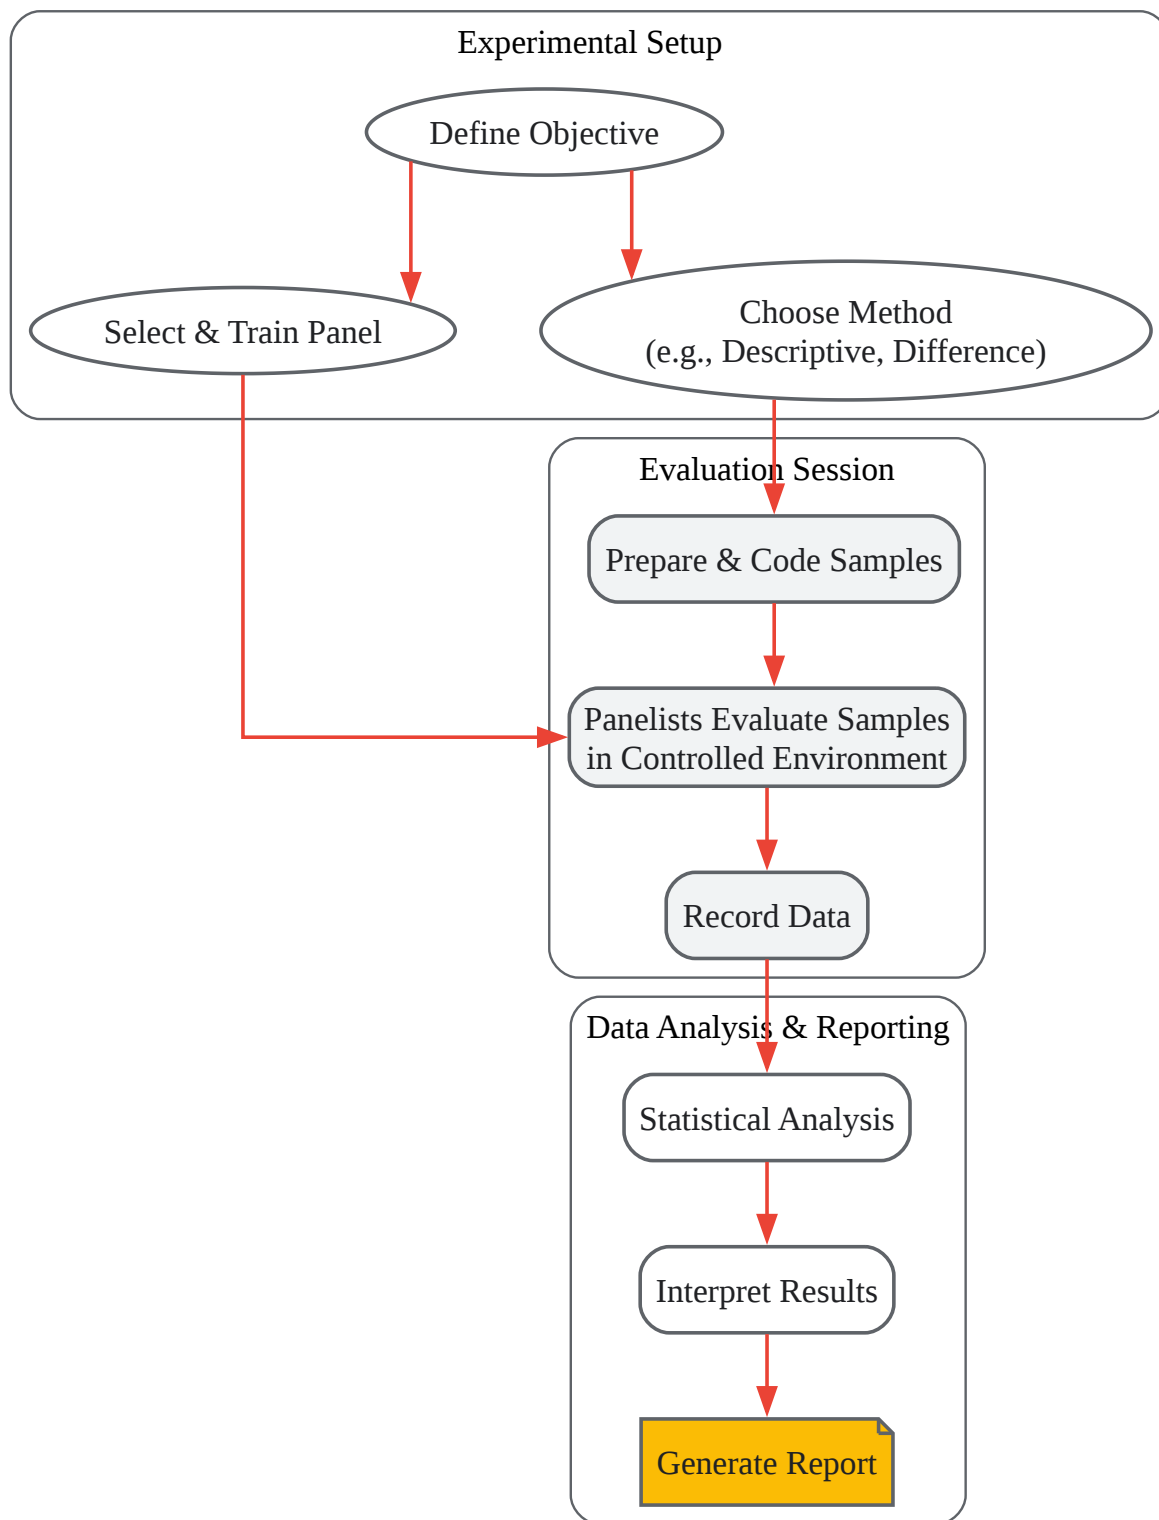 Experimental Setup
Define Objective
Select & Train Panel
Choose Method
(e.g., Descriptive, Difference)
Evaluation Session
Prepare & Code Samples
Panelists Evaluate Samples
in Controlled Environment
Record Data
Data Analysis & Reporting
Statistical Analysis
Interpret Results
Generate Report